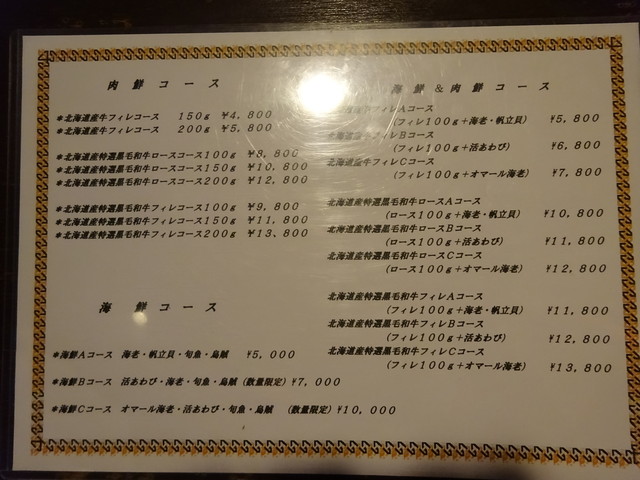 肉鮮コース
＊北海道産牛フィレコース 150g ¥4,800
＊北海道産牛フィレコース 200g ¥5,800
＊北海道産特選黒毛和牛ロースコース100g ¥8,800
＊北海道産特選黒毛和牛ロースコース150g ¥10,800
＊北海道産特選黒毛和牛ロースコース200g ¥12,800
＊北海道産特選黒毛和牛フィレコース100g ¥9,800
＊北海道産特選黒毛和牛フィレコース150g ¥11,800
＊北海道産特選黒毛和牛フィレコース200g ¥13,800
海鮮コース
＊海鮮Aコース 海老・帆立貝・旬魚・烏賊 ¥5,000
＊海鮮Bコース 活あわび・海老・旬魚・烏賊 (数量限定) ¥7,000
＊海鮮Cコース オマール海老・活あわび・旬魚・烏賊 (数量限定) ¥10,000
海鮮&肉鮮コース
産牛フィレAコース
(フィレ100g+海老・帆立貝) ¥5,800
牛フィレBコース
(フィレ100g+活あわび) ¥6,800
北海道産牛フィレCコース
(フィレ100g+オマール海老) ¥7,800
北海道産特選黒毛和牛ロースAコース
(ロース100g+海老・帆立貝) ¥10,800
北海道産特選黒毛和牛ロースBコース
(ロース100g+活あわび) ¥11,800
北海道産特選黒毛和牛ロースCコース
(ロース100g+オマール海老) ¥12,800
北海道産特選黒毛和牛フィレAコース
(フィレ100g+海老・帆立貝) ¥11,800
北海道産特選黒毛和牛フィレBコース
(フィレ100g+活あわび) ¥12,800
北海道産特選黒毛和牛フィレCコース
(フィレ100g+オマール海老) ¥13,800